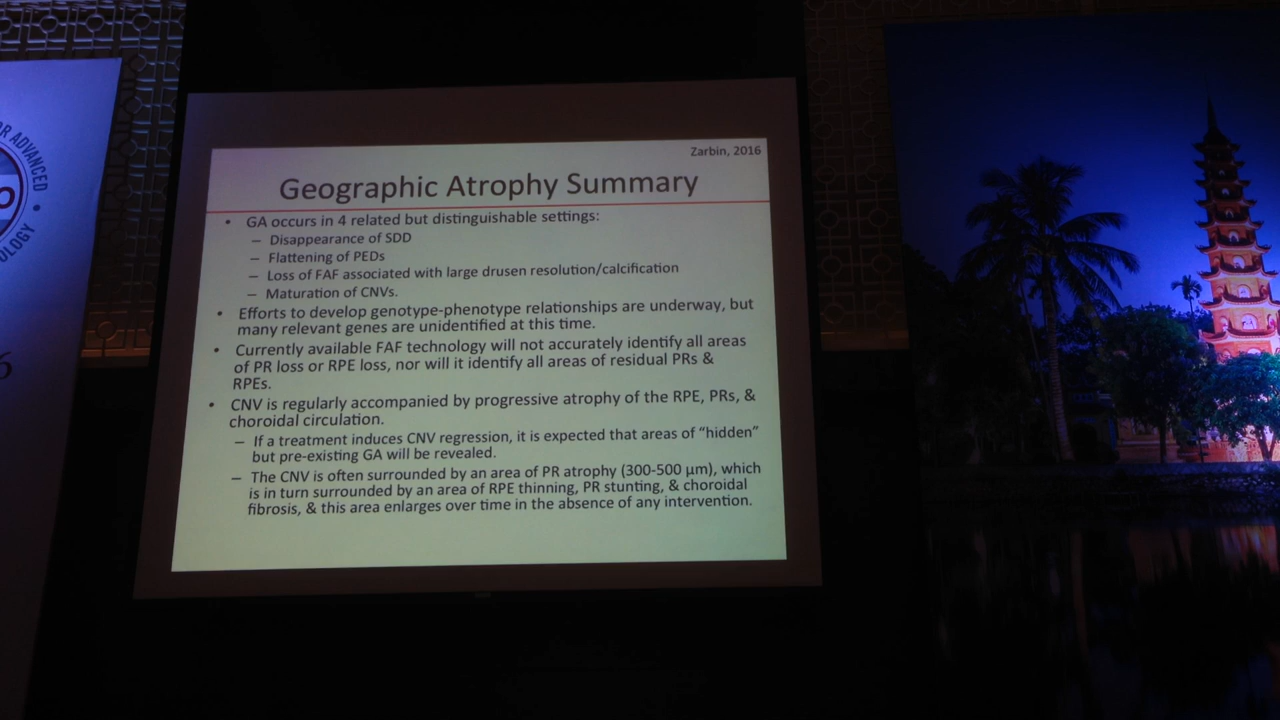 Zarbin, 2016
Geographic Atrophy Summary
• GA occurs in 4 related but distinguishable settings:
– Disappearance of SDD
– Flattening of PEDs
– Loss of FAF associated with large drusen resolution/calcification
– Maturation of CNVs.
• Efforts to develop genotype-phenotype relationships are underway, but
many relevant genes are unidentified at this time.
• Currently available FAF technology will not accurately identify all areas
of PR loss or RPE loss, nor will it identify all areas of residual PRs &
RPEs.
• CNV is regularly accompanied by progressive atrophy of the RPE, PRs, &
choroidal circulation.
– If a treatment induces CNV regression, it is expected that areas of “hidden”
but pre-existing GA will be revealed.
– The CNV is often surrounded by an area of PR atrophy (300-500 µm), which
is in turn surrounded by an area of RPE thinning, PR stunting, & choroidal
fibrosis, & this area enlarges over time in the absence of any intervention.
ADVANCED